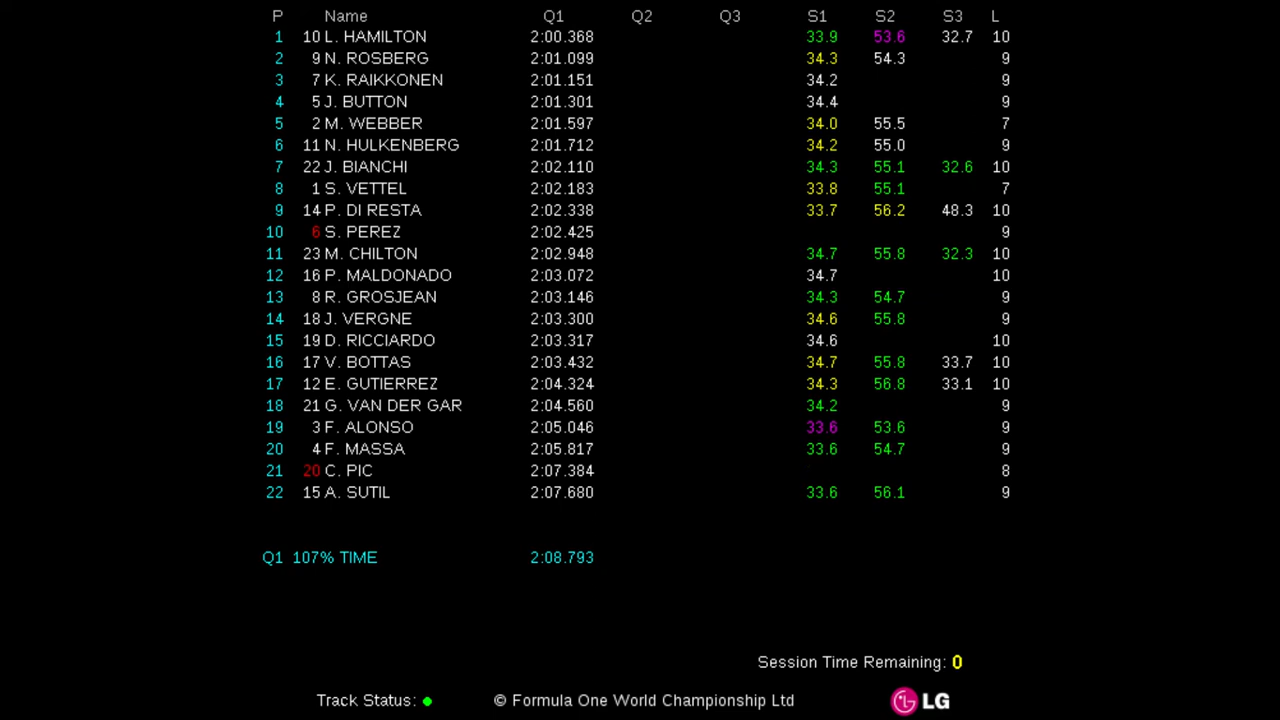 P Name Q1 Q2 Q3 S1 S2 S3 L
1 10 L. HAMILTON 2:00.368 33.9 53.6 32.7 10
2 9 N. ROSBERG 2:01.099 34.3 54.3 9
3 7 K. RAIKKONEN 2:01.151 34.2 9
4 5 J. BUTTON 2:01.301 34.4 9
5 2 M. WEBBER 2:01.597 34.0 55.5 7
6 11 N. HULKENBERG 2:01.712 34.2 55.0 9
7 22 J. BIANCHI 2:02.110 34.3 55.1 32.6 10
8 1 S. VETTEL 2:02.183 33.8 55.1 7
9 14 P. DI RESTA 2:02.338 33.7 56.2 48.3 10
10 6 S. PEREZ 2:02.425 9
11 23 M. CHILTON 2:02.948 34.7 55.8 32.3 10
12 16 P. MALDONADO 2:03.072 34.7 10
13 8 R. GROSJEAN 2:03.146 34.3 54.7 9
14 18 J. VERGNE 2:03.300 34.6 55.8 9
15 19 D. RICCIARDO 2:03.317 34.6 10
16 17 V. BOTTAS 2:03.432 34.7 55.8 33.7 10
17 12 E. GUTIERREZ 2:04.324 34.3 56.8 33.1 10
18 21 G. VAN DER GAR 2:04.560 34.2 9
19 3 F. ALONSO 2:05.046 33.6 53.6 9
20 4 F. MASSA 2:05.817 33.6 54.7 9
21 20 C. PIC 2:07.384 8
22 15 A. SUTIL 2:07.680 33.6 56.1 9
Q1 107% TIME 2:08.793
Session Time Remaining: 0
Track Status: © Formula One World Championship Ltd LG